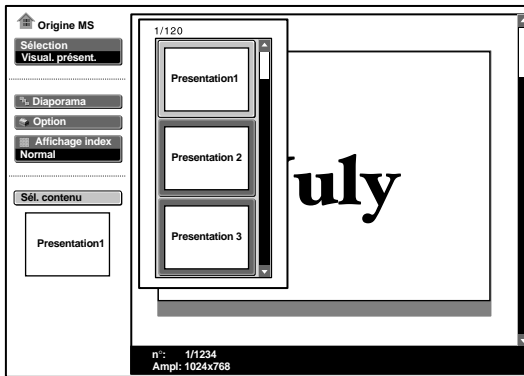 Origine MS
Sélection
Visual. présent.
Diaporama
Option
Affichage index
Normal
Sél. contenu
Presentation1
1/120
Presentation1
Presentation 2
Presentation 3
uly
n°: 1/1234
Ampl: 1024x768